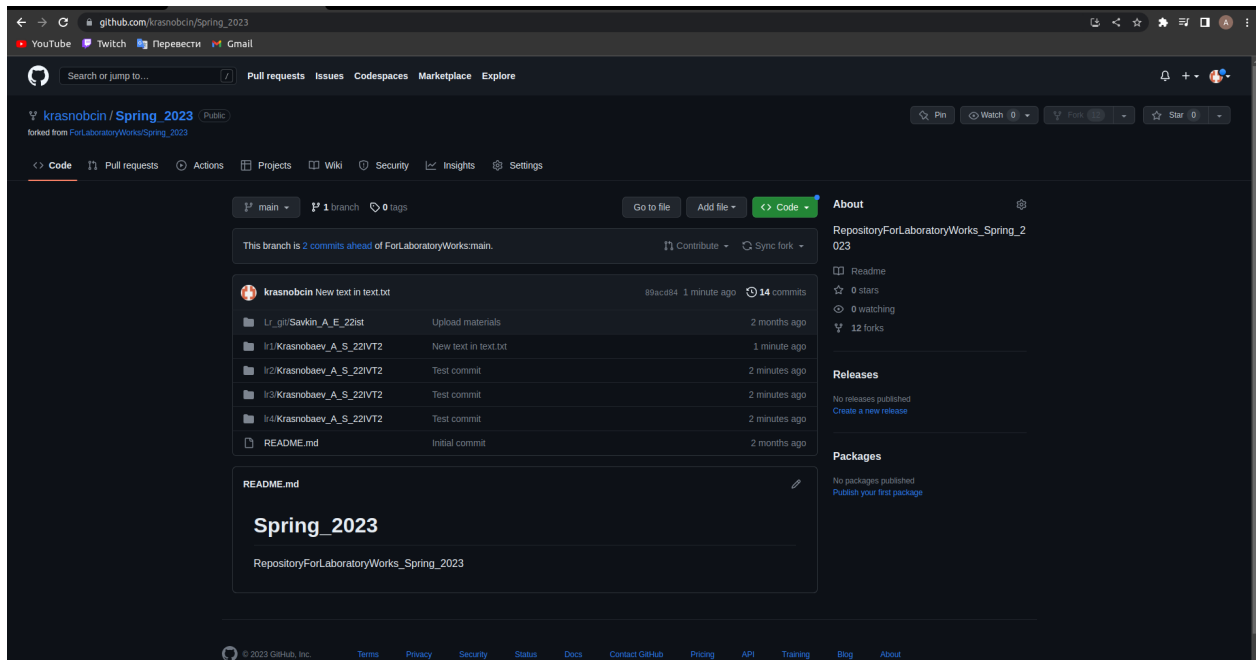 github.com/krasnobcin/Spring_2023
YouTube Twitch Перевести Gmail
Search or jump to... / Pull requests Issues Codespaces Marketplace Explore
krasnobcin / Spring_2023 Public Pin Watch 0 Fork 12 Star 0
forked from ForLaboratoryWorks/Spring_2023
<> Code Pull requests Actions Projects Wiki Security Insights Settings
main 1 branch 0 tags Go to file Add file <> Code
This branch is 2 commits ahead of ForLaboratoryWorks:main. Contribute Sync fork
krasnobcin New text in text.txt 89acd84 1 minute ago 14 commits
Lr_git/Savkin_A_E_22ist Upload materials 2 months ago
lr1/Krasnobaev_A_S_22IVT2 New text in text.txt 1 minute ago
lr2/Krasnobaev_A_S_22IVT2 Test commit 2 minutes ago
lr3/Krasnobaev_A_S_22IVT2 Test commit 2 minutes ago
lr4/Krasnobaev_A_S_22IVT2 Test commit 2 minutes ago
README.md Initial commit 2 months ago
README.md
Spring_2023
RepositoryForLaboratoryWorks_Spring_2023
About
RepositoryForLaboratoryWorks_Spring_2
023
Readme
0 stars
0 watching
12 forks
Releases
No releases published
Create a new release
Packages
No packages published
Publish your first package
© 2023 GitHub, Inc. Terms Privacy Security Status Docs Contact GitHub Pricing API Training Blog About